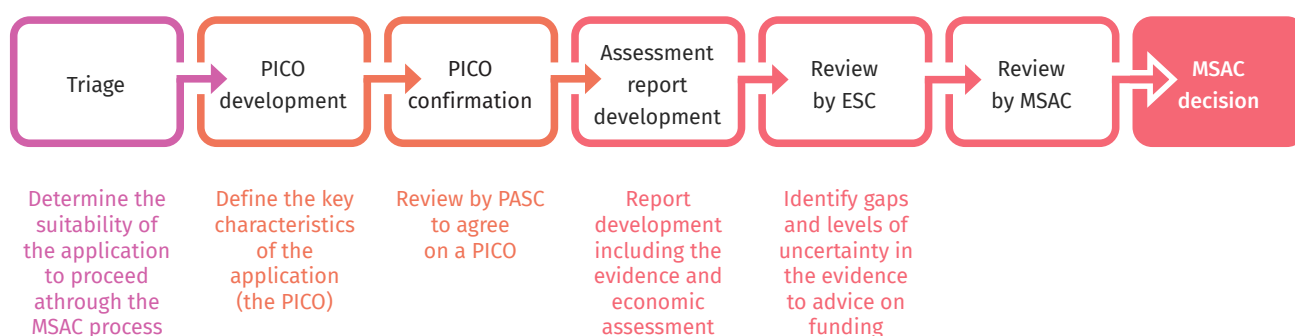 Triage
PICO
development
PICO
confirmation
Assessment
report
development
Review
by ESC
Review
by MSAC
MSAC
decision
Determine the
suitability of
the application
to proceed
athrough the
MSAC process
Define the key
characteristics
of the
application
(the PICO)
Review by PASC
to agree
on a PICO
Report
development
including the
evidence and
economic
assessment
Identify gaps
and levels of
uncertainty in
the evidence
to advice on
funding